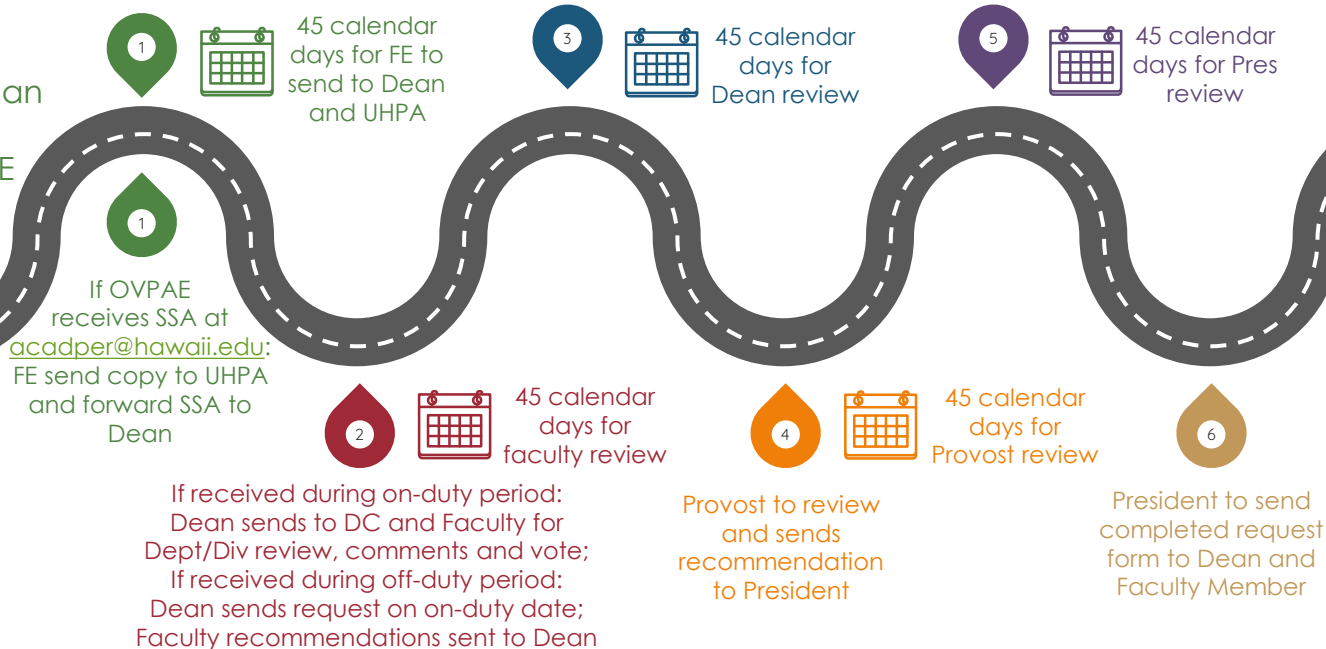 an
E
1
45 calendar
days for FE to
send to Dean
and UHPA
1
If OVPAE
receives SSA at
acadper@hawaii.edu:
FE send copy to UHPA
and forward SSA to
Dean
2
45 calendar
days for
faculty review
If received during on-duty period:
Dean sends to DC and Faculty for
Dept/Div review, comments and vote;
If received during off-duty period:
Dean sends request on on-duty date;
Faculty recommendations sent to Dean
3
45 calendar
days for
Dean review
4
45 calendar
days for
Provost review
Provost to review
and sends
recommendation
to President
5
45 calendar
days for Pres
review
6
President to send
completed request
form to Dean and
Faculty Member